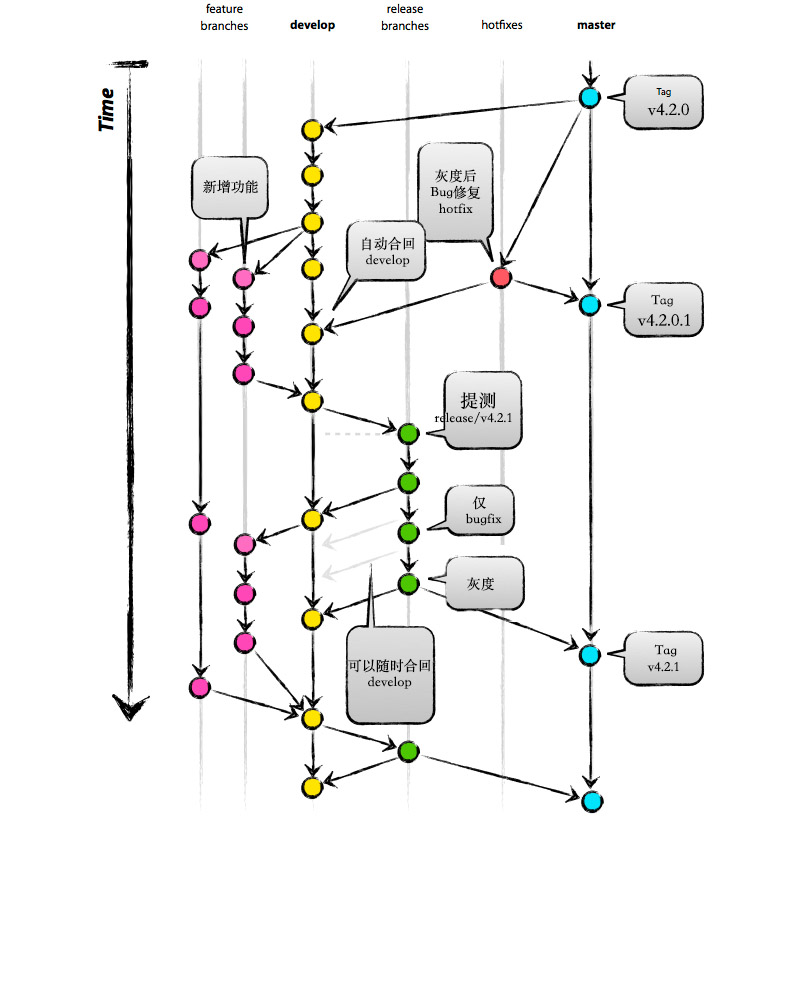 feature
branches
develop
release
branches
hotfixes
master
Time
Tag
v4.2.0
新增功能
灰度后
Bug修复
hotfix
自动合回
develop
Tag
v4.2.0.1
提测
release/v4.2.1
仅
bugfix
灰度
可以随时合回
develop
Tag
v4.2.1